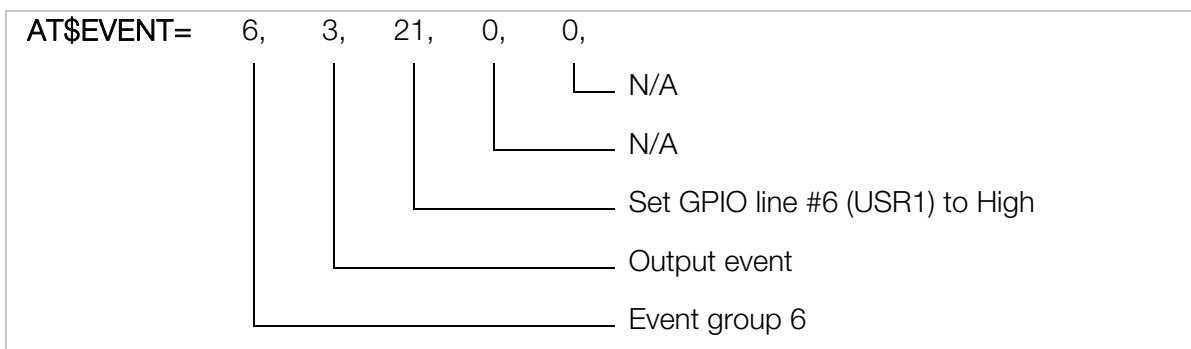 AT$EVENT= 6, 3, 21, 0, 0,
N/A
N/A
Set GPIO line #6 (USR1) to High
Output event
Event group 6